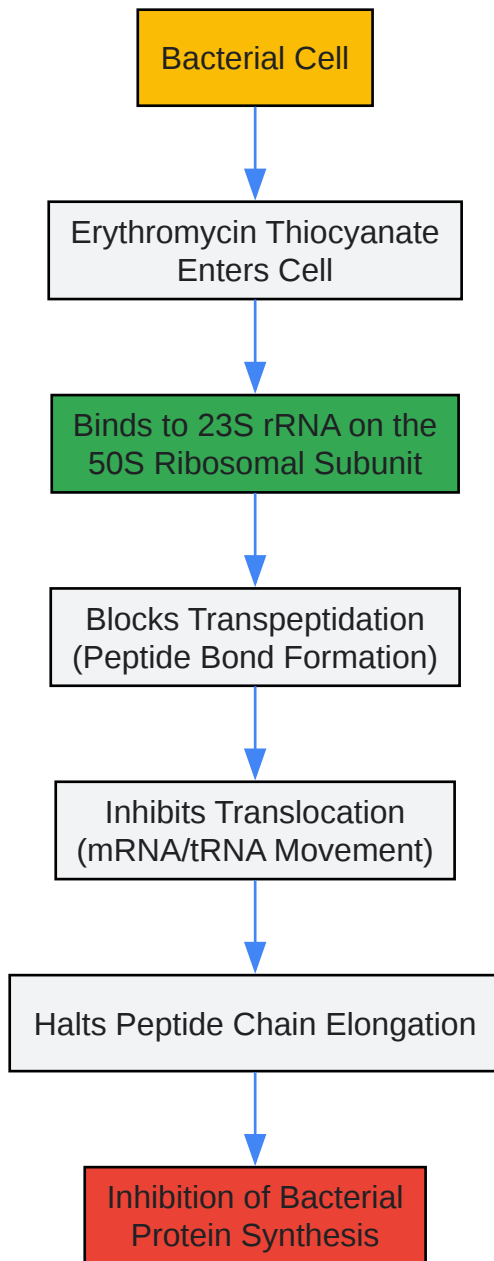 Bacterial Cell
Erythromycin Thiocyanate
Enters Cell
Binds to 23S rRNA on the
50S Ribosomal Subunit
Blocks Transpeptidation
(Peptide Bond Formation)
Inhibits Translocation
(mRNA/tRNA Movement)
Halts Peptide Chain Elongation
Inhibition of Bacterial
Protein Synthesis